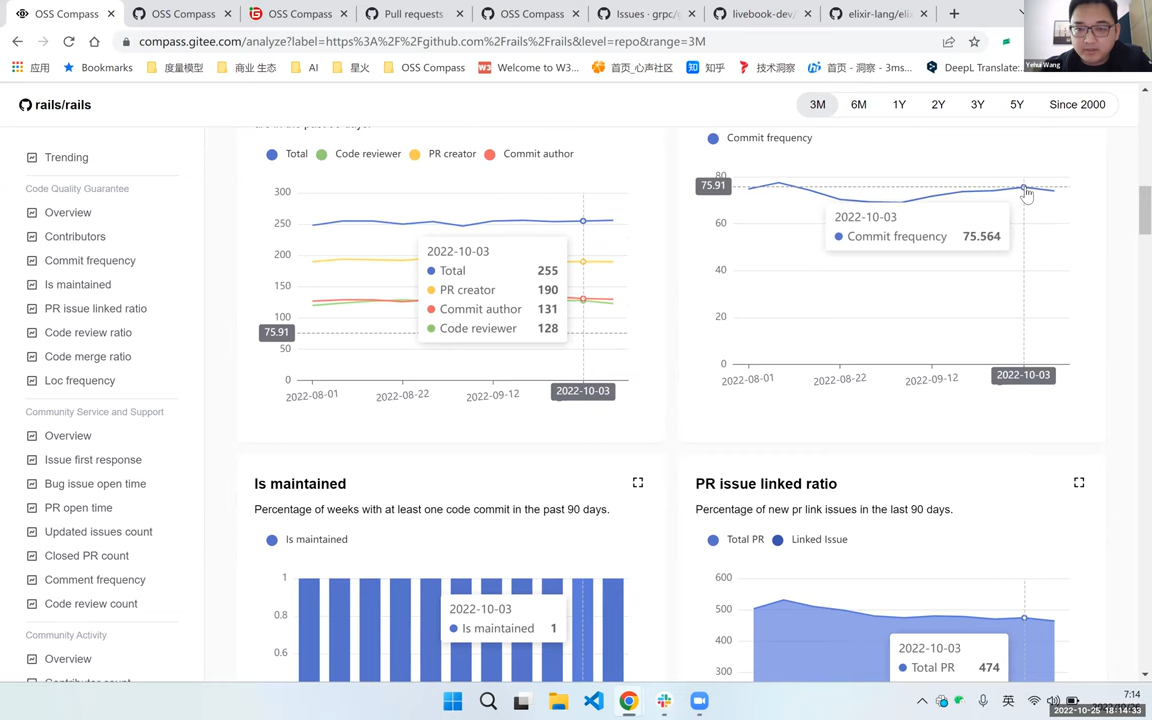 OSS Compass
OSS Compass
OSS Compass
Pull requests
OSS Compass
Issues · grpc/g
livebook-dev/
elixir-lang/eli
compass.gitee.com/analyze?label=https%3A%2F%2Fgithub.com%2Frails%2Frails&level=repo&range=3M
应用
Bookmarks
度量模型
商业 生态
AI
星火
OSS Compass
Welcome to W3...
首页_心声社区
知乎
技术洞察
首页 - 洞察 - 3ms...
DeepL Translate:...
Yehui Wang
rails/rails
3M
6M
1Y
2Y
3Y
5Y
Since 2000
Trending
Code Quality Guarantee
Overview
Contributors
Commit frequency
Is maintained
PR issue linked ratio
Code review ratio
Code merge ratio
Loc frequency
Community Service and Support
Overview
Issue first response
Bug issue open time
PR open time
Updated issues count
Closed PR count
Comment frequency
Code review count
Community Activity
Overview
Total
Code reviewer
PR creator
Commit author
300
250
200
150
100
50
0
75.91
2022-10-03
Total 255
PR creator 190
Commit author 131
Code reviewer 128
2022-08-01
2022-08-22
2022-09-12
2022-10-03
Commit frequency
80
75.91
60
40
20
0
2022-10-03
Commit frequency 75.564
2022-08-01
2022-08-22
2022-09-12
2022-10-03
Is maintained
Percentage of weeks with at least one code commit in the past 90 days.
Is maintained
1
0.8
0.6
2022-10-03
Is maintained 1
PR issue linked ratio
Percentage of new pr link issues in the last 90 days.
Total PR
Linked Issue
600
500
400
300
2022-10-03
Total PR 474
英
7:14
2022-10-25 18:14:33